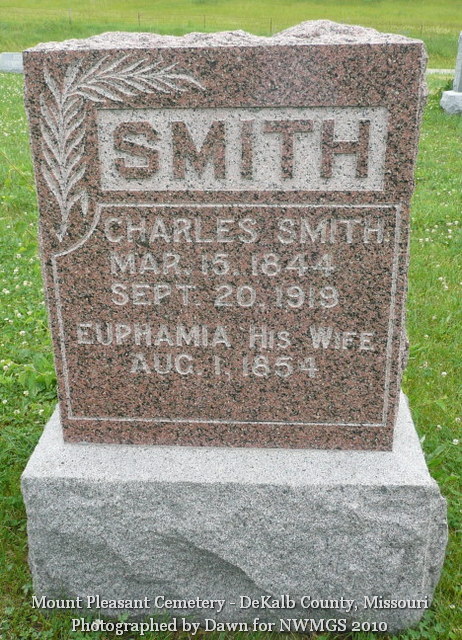 SMITH
CHARLES SMITH
MAR. 15, 1844
SEPT. 20, 1919
EUPHAMIA HIS WIFE
AUG. 1, 1854
Mount Pleasant Cemetery - DeKalb County, Missouri
Photographed by Dawn for NWMGS 2010